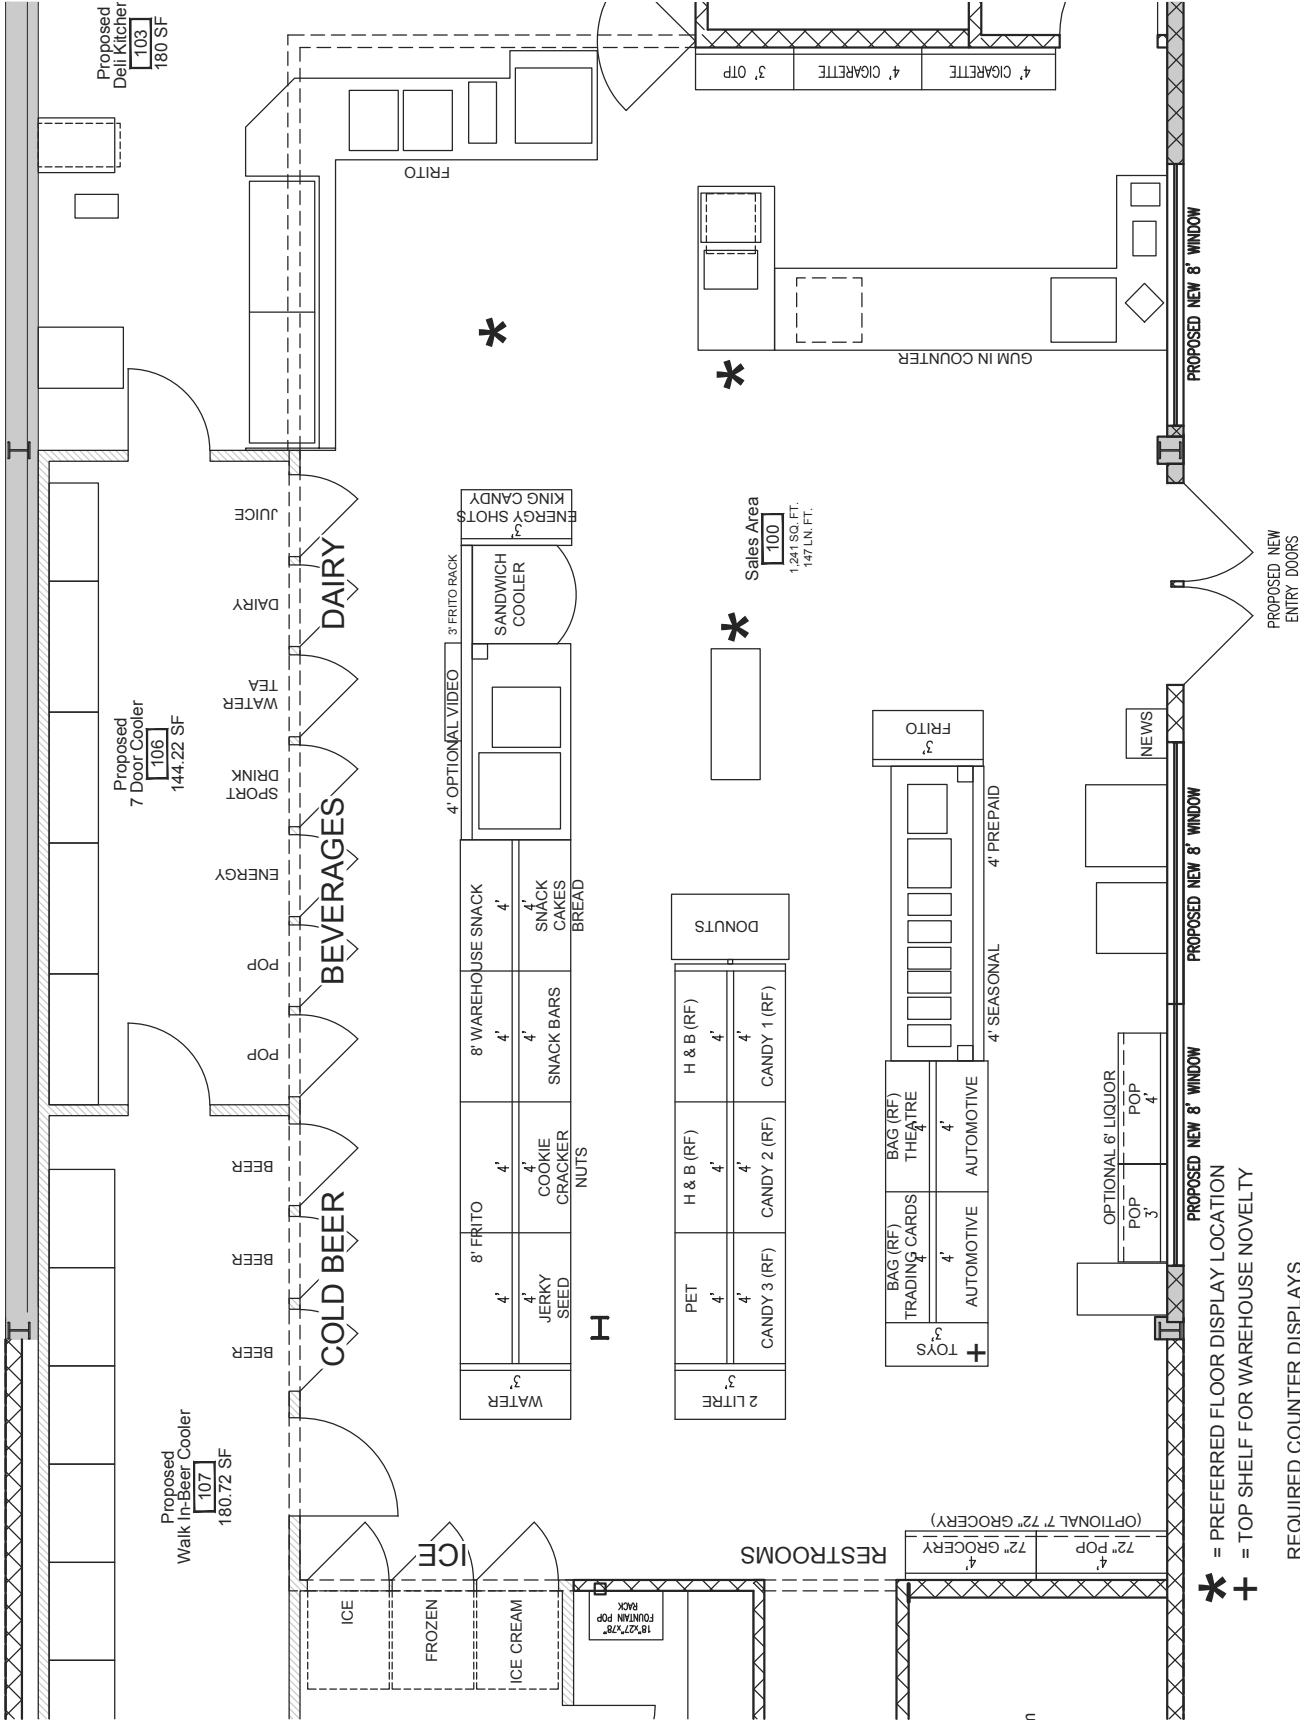 Proposed
Deli Kitchen
103
180 SF
3' OTP
4' CIGARETTE
4' CIGARETTE
FRITO
GUM IN COUNTER
PROPOSED NEW 8' WINDOW
JUICE
DAIRY
WATER
TEA
SPORT
DRINK
ENERGY
POP
POP
BEER
BEER
BEER
DAIRY
BEVERAGES
COLD BEER
Proposed
7 Door Cooler
106
144.22 SF
Proposed
Walk In-Beer Cooler
107
180.72 SF
KING CANDY
ENERGY SHOTS
3'
3' FRITO RACK
SANDWICH
COOLER
4' OPTIONAL VIDEO
8' WAREHOUSE SNACK
4'
4'
SNACK
CAKES
BREAD
4'
4'
SNACK BARS
8' FRITO
4'
4'
COOKIE
CRACKER
NUTS
4'
4'
JERKY
SEED
WATER
3'
Sales Area
100
1,241 SQ. FT.
147 LN. FT.
PROPOSED NEW
ENTRY DOORS
DONUTS
H & B (RF)
4'
4'
CANDY 1 (RF)
H & B (RF)
4'
4'
CANDY 2 (RF)
PET
4'
4'
CANDY 3 (RF)
2 LITRE
3'
FRITO
3'
4' PREPAID
4' SEASONAL
BAG (RF)
THEATRE
4'
4'
AUTOMOTIVE
BAG (RF)
TRADING CARDS
4'
4'
AUTOMOTIVE
TOYS
3'
+
NEWS
PROPOSED NEW 8' WINDOW
PROPOSED NEW 8' WINDOW
OPTIONAL 6' LIQUOR
POP
4'
POP
3'
ICE
ICE
FROZEN
ICE CREAM
18"x27"x78"
FOUNTAIN POP
RACK
RESTROOMS
(OPTIONAL 7' 72" GROCERY)
72" GROCERY
4'
72" POP
4'
* = PREFERRED FLOOR DISPLAY LOCATION
+ = TOP SHELF FOR WAREHOUSE NOVELTY
REQUIRED COUNTER DISPLAYS